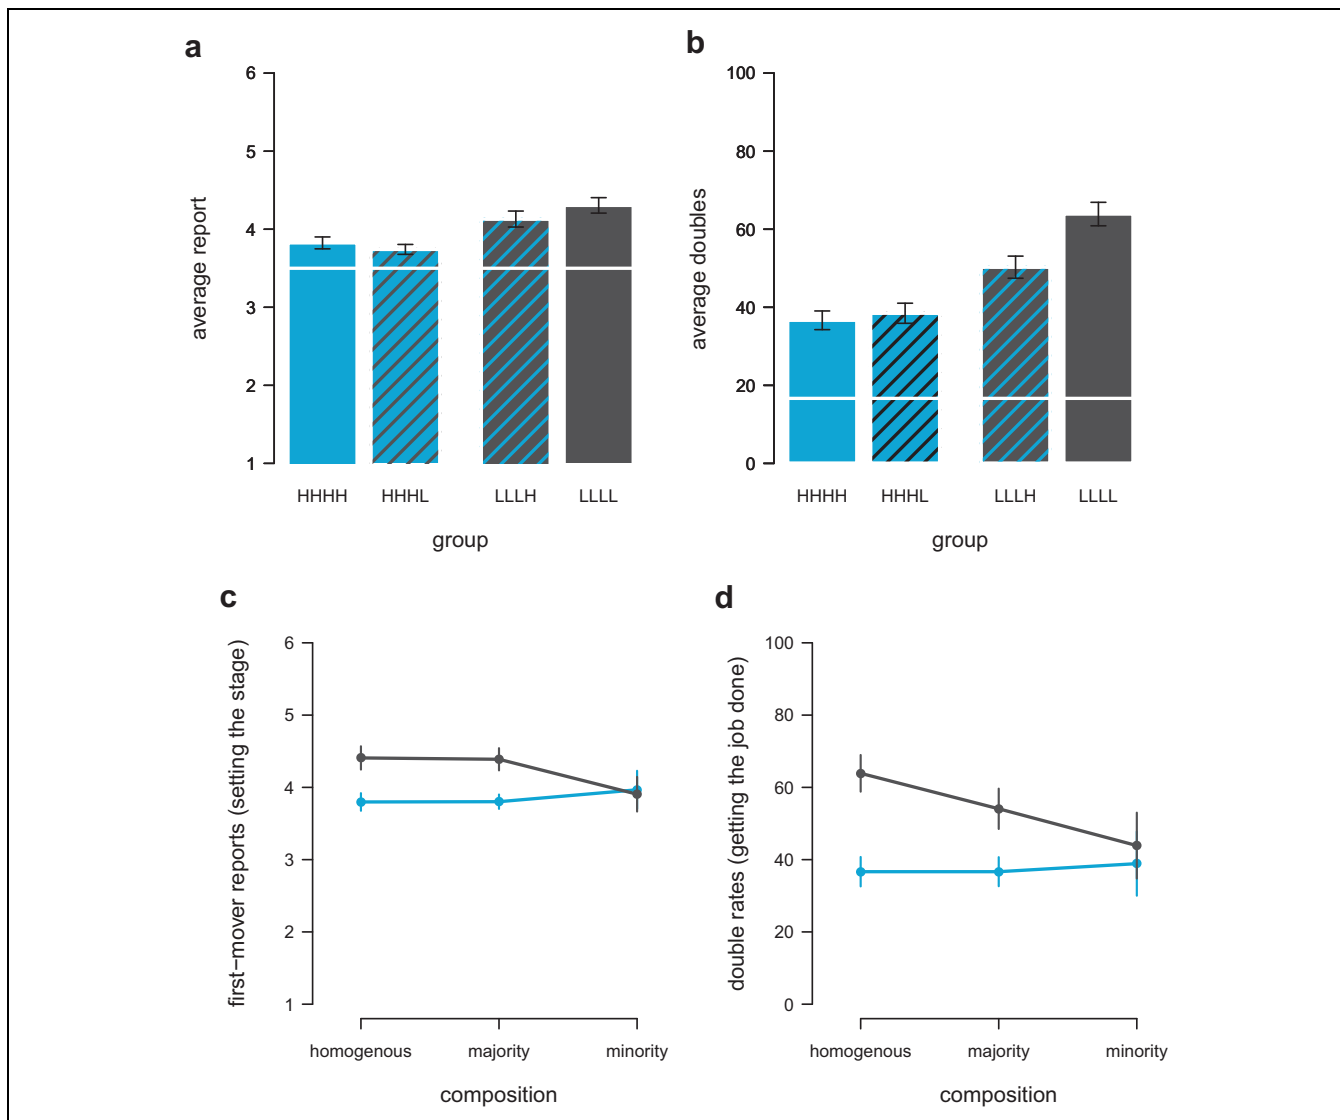 a
average report
6
5
4
3
2
1
HHHH HHHL LLLH LLLL
group
b
average doubles
100
80
60
40
20
0
HHHH HHHL LLLH LLLL
group
c
first−mover reports (setting the stage)
6
5
4
3
2
1
homogenous majority minority
composition
d
double rates (getting the job done)
100
80
60
40
20
0
homogenous majority minority
composition